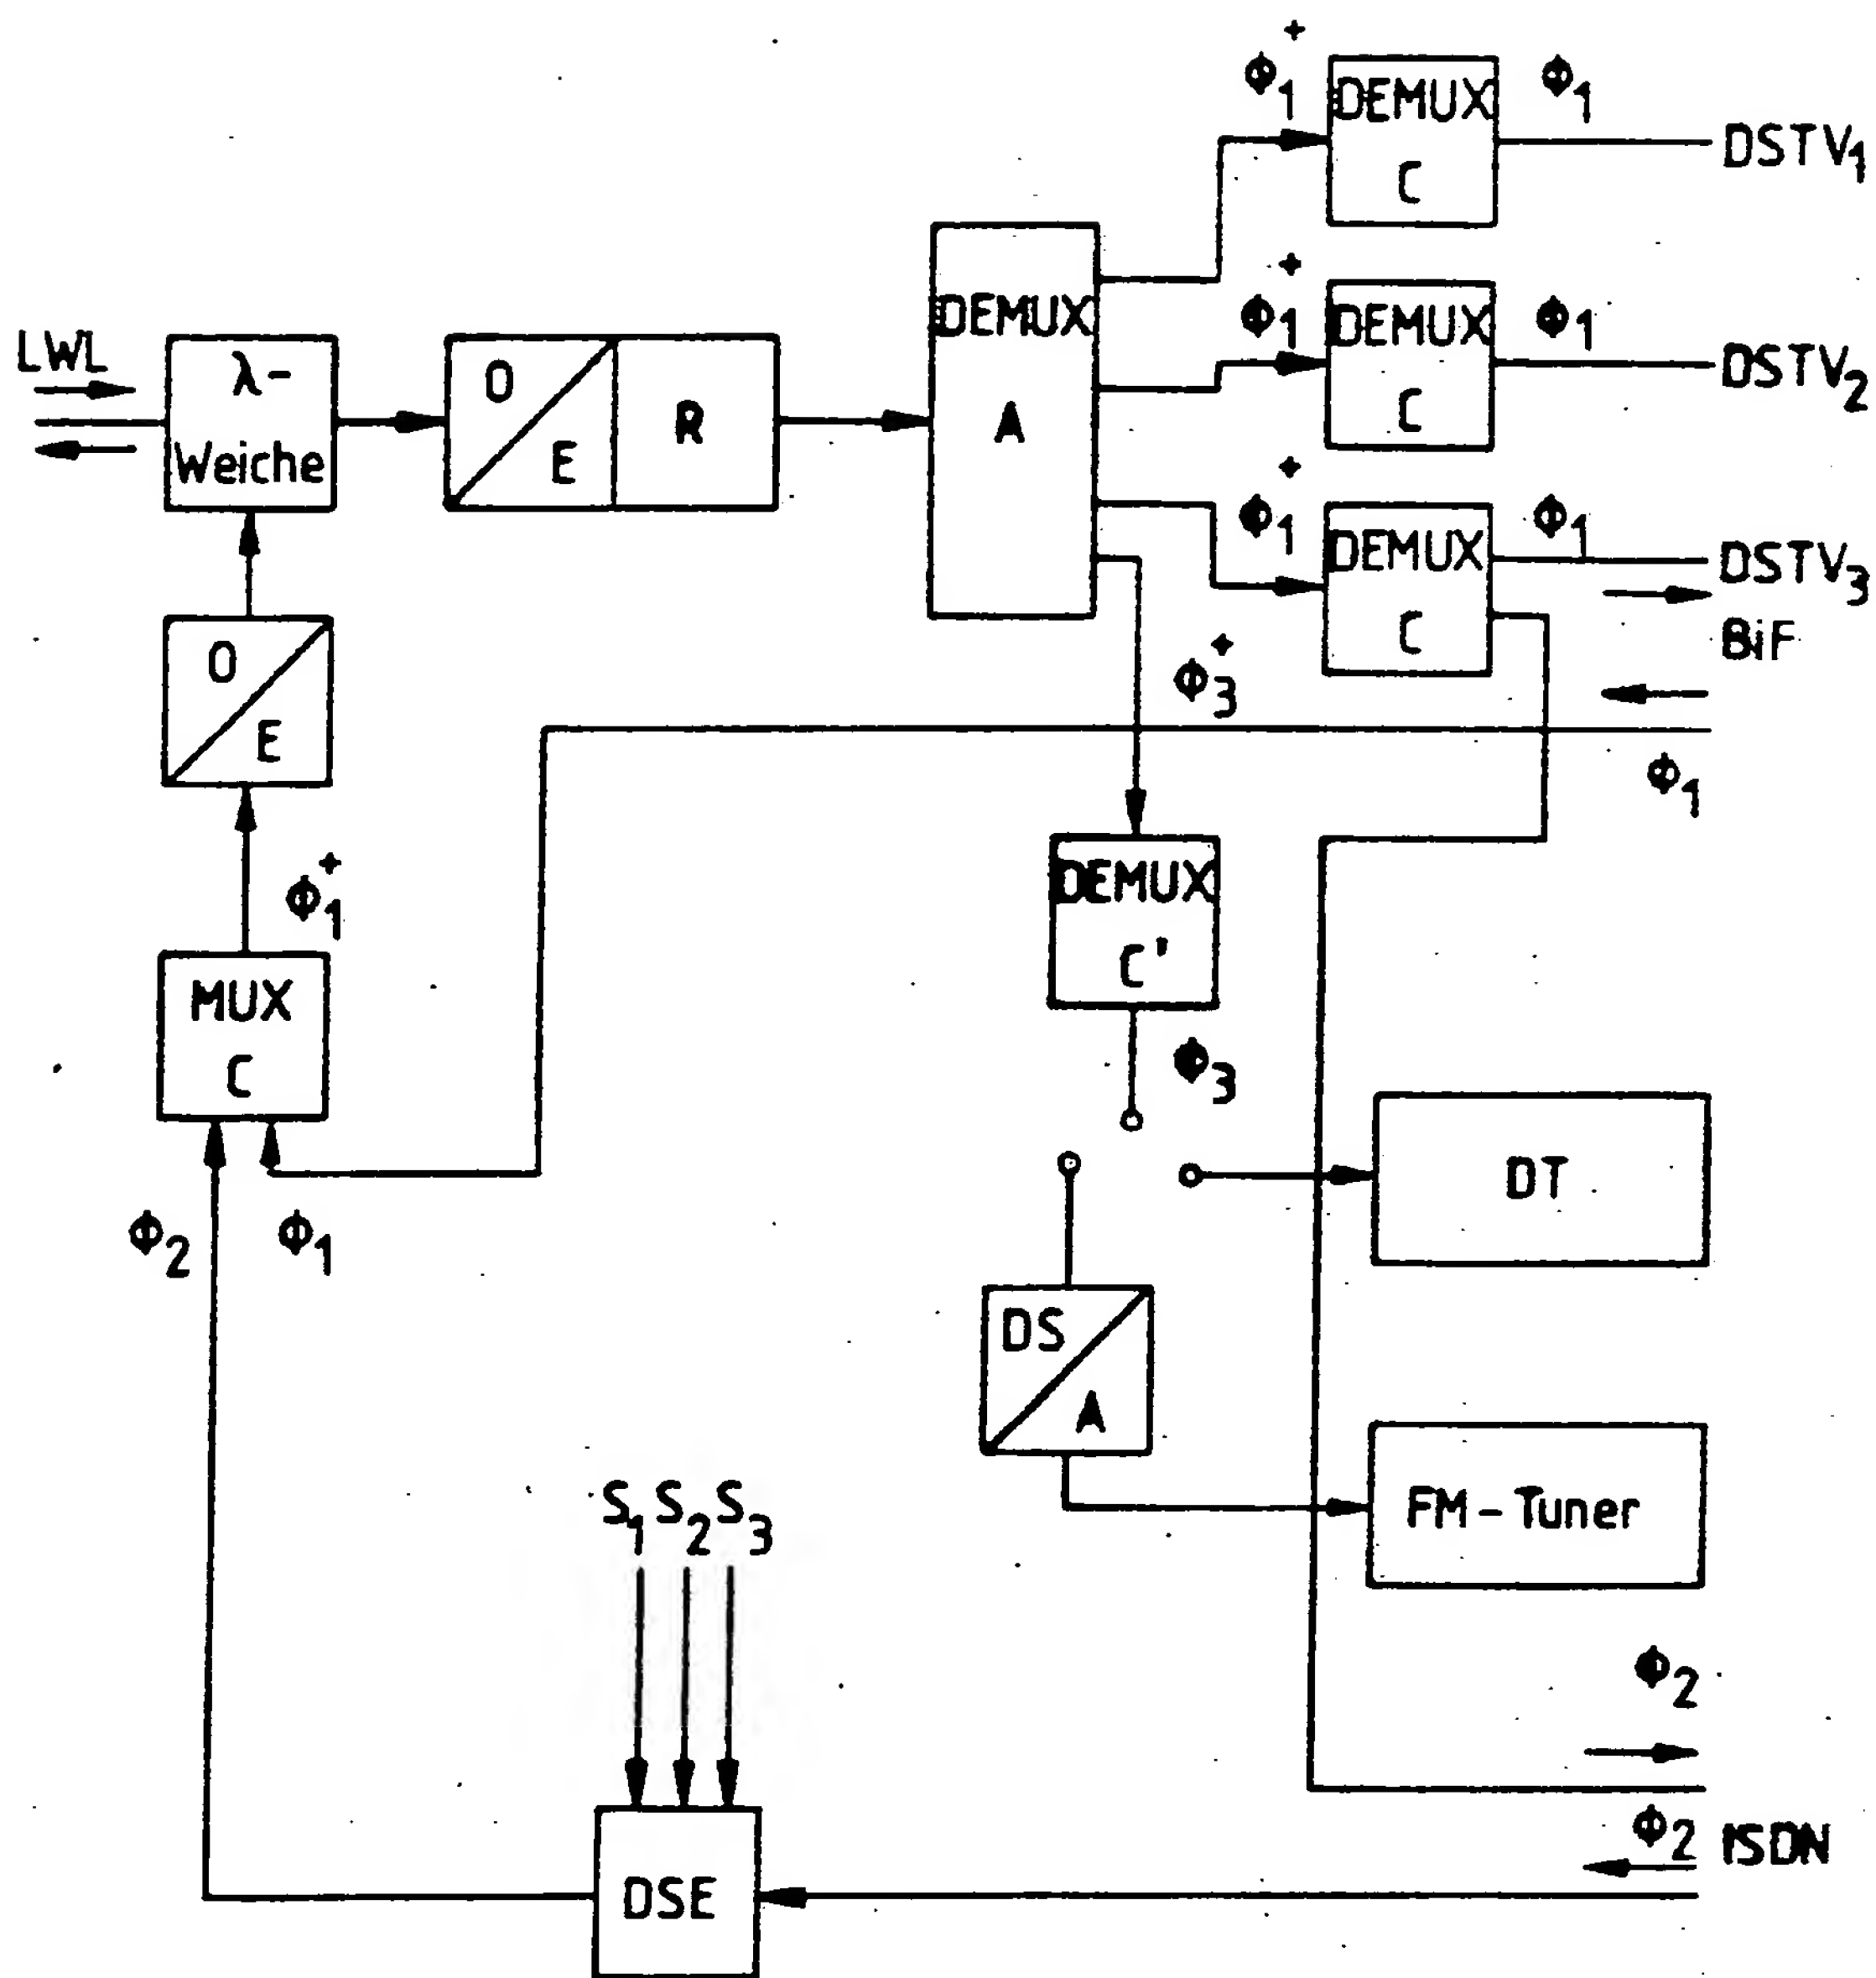 Φ₁⁺
DEMUX
C
Φ₁
DSTV₁
LWL
λ-
Weiche
O
E
R
DEMUX
A
Φ₁⁺
DEMUX
C
Φ₁
DSTV₂
Φ₁⁺
DEMUX
C
Φ₁
DSTV₃
BiF
O
E
Φ₃⁺
Φ₁
Φ₁⁺
DEMUX
C'
MUX
C
Φ₃
Φ₂
Φ₁
DT
DS
A
FM-Tuner
S₁ S₂ S₃
Φ₂
Φ₂ ISDN
DSE